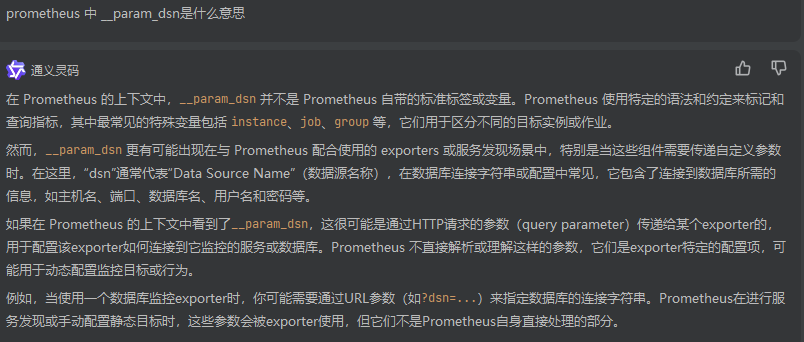 prometheus 中 __param_dsn是什么意思
通义灵码
在 Prometheus 的上下文中，__param_dsn 并不是 Prometheus 自带的标准标签或变量。Prometheus 使用特定的语法和约定来标记和
查询指标，其中最常见的特殊变量包括 instance、job、group 等，它们用于区分不同的目标实例或作业。
然而，__param_dsn 更有可能出现在与 Prometheus 配合使用的 exporters 或服务发现场景中，特别是当这些组件需要传递自定义参数
时。在这里，“dsn”通常代表“Data Source Name”（数据源名称），在数据库连接字符串或配置中常见，它包含了连接到数据库所需的
信息，如主机名、端口、数据库名、用户名和密码等。
如果在 Prometheus 的上下文中看到了__param_dsn，这很可能是通过HTTP请求的参数（query parameter）传递给某个exporter的，
用于配置该exporter如何连接到它监控的服务或数据库。Prometheus 不直接解析或理解这样的参数，它们是exporter特定的配置项，可
能用于动态配置监控目标或行为。
例如，当使用一个数据库监控exporter时，你可能需要通过URL参数（如?dsn=...）来指定数据库的连接字符串。Prometheus在进行服
务发现或手动配置静态目标时，这些参数会被exporter使用，但它们不是Prometheus自身直接处理的部分。